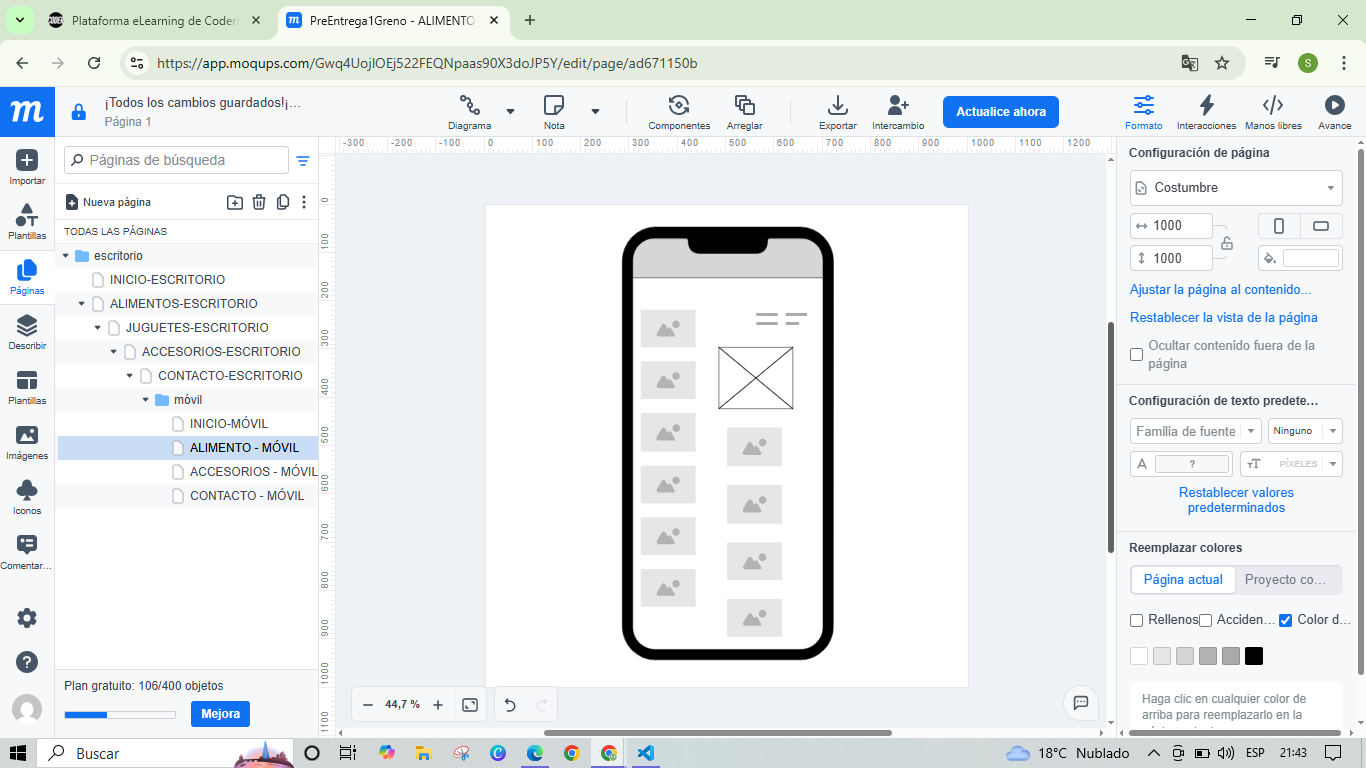 Plataforma eLearning de Coderh
PreEntrega1Greno - ALIMENTO
https://app.moqups.com/Gwq4UojIOEj522FEQNpaas90X3doJP5Y/edit/page/ad671150b
S
m
¡Todos los cambios guardados!¡…
Página 1
Diagrama
Nota
Componentes
Arreglar
Exportar
Intercambio
Actualice ahora
Formato
Interacciones
Manos libres
Avance
Importar
Plantillas
Páginas
Describir
Plantillas
Imágenes
Iconos
Comentar…
Páginas de búsqueda
Nueva página
TODAS LAS PÁGINAS
escritorio
INICIO-ESCRITORIO
ALIMENTOS-ESCRITORIO
JUGUETES-ESCRITORIO
ACCESORIOS-ESCRITORIO
CONTACTO-ESCRITORIO
móvil
INICIO-MÓVIL
ALIMENTO - MÓVIL
ACCESORIOS - MÓVIL
CONTACTO - MÓVIL
Plan gratuito: 106/400 objetos
Mejora
-300 -200 -100 0 100 200 300 400 500 600 700 800 900 1000 1100 1200
0
100
200
300
400
500
600
700
800
900
1000
1100
44,7 %
Configuración de página
Costumbre
1000
1000
Ajustar la página al contenido...
Restablecer la vista de la página
Ocultar contenido fuera de la
página
Configuración de texto predete…
Familia de fuente
Ninguno
?
PÍXELES
Restablecer valores
predeterminados
Reemplazar colores
Página actual
Proyecto co…
Rellenos
Acciden…
Color d…
Haga clic en cualquier color de
arriba para reemplazarlo en la
Buscar
18°C Nublado
ESP
21:43